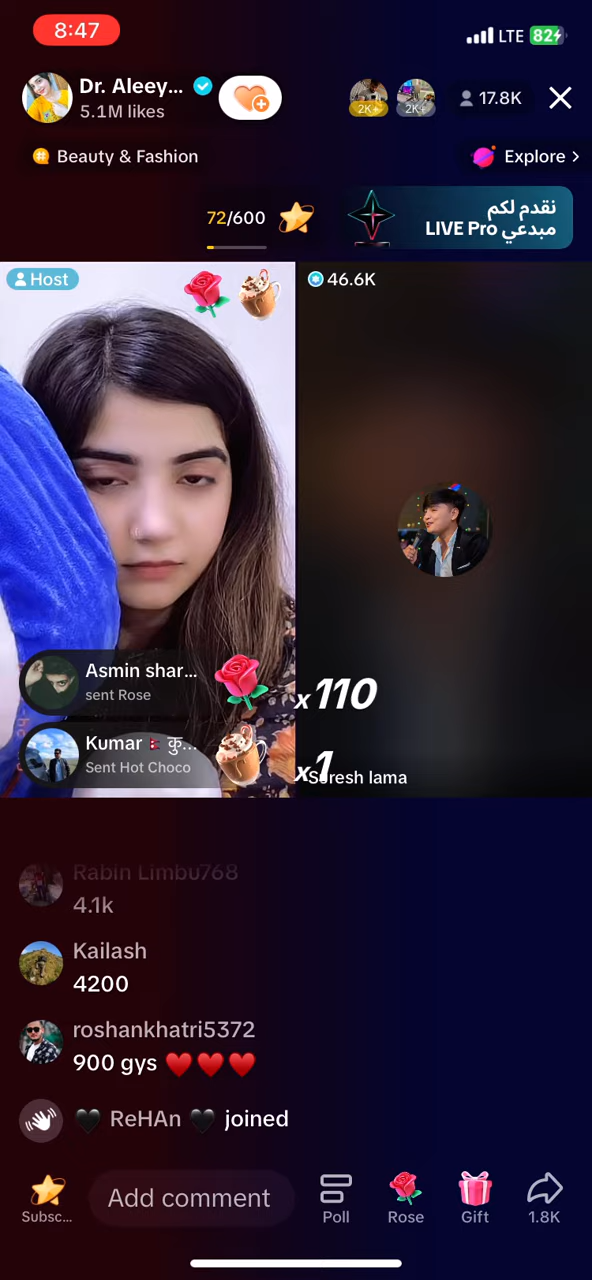 8:47
LTE 82
Dr. Aleey...
5.1M likes
2K+
2K+
17.8K
Beauty & Fashion
Explore >
72/600
نقدم لكم
مبدعي LIVE Pro
Host
46.6K
Asmin shar...
sent Rose
x110
Kumar कु...
Sent Hot Choco
x1
Suresh lama
Rabin Limbu768
4.1k
Kailash
4200
roshankhatri5372
900 gys ❤️❤️❤️
🖤 ReHAn 🖤 joined
Subsc...
Add comment
Poll
Rose
Gift
1.8K